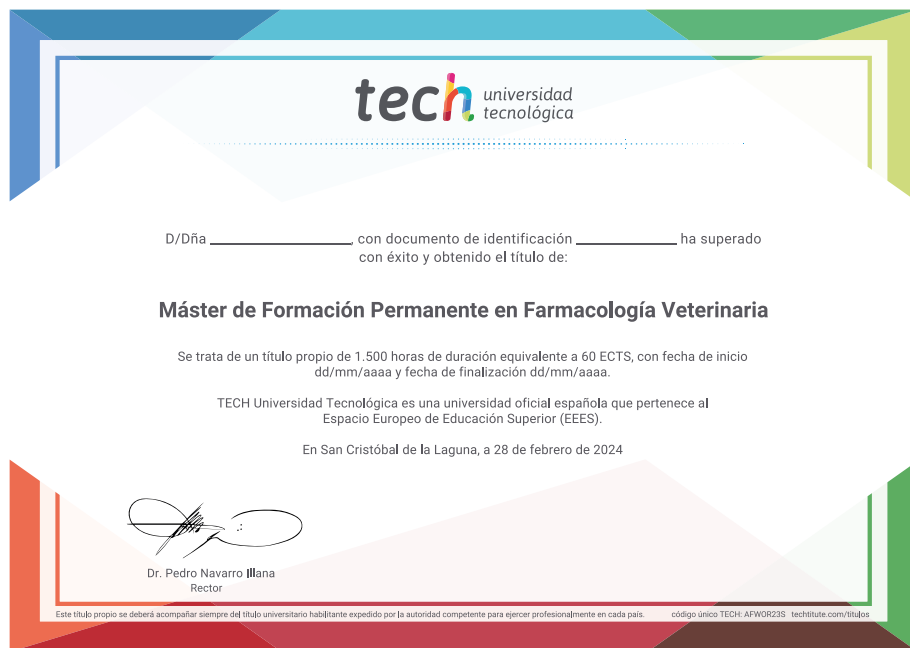 tech universidad
tecnológica
D/Dña ________________, con documento de identificación ____________ ha superado
con éxito y obtenido el título de:
Máster de Formación Permanente en Farmacología Veterinaria
Se trata de un título propio de 1.500 horas de duración equivalente a 60 ECTS, con fecha de inicio
dd/mm/aaaa y fecha de finalización dd/mm/aaaa.
TECH Universidad Tecnológica es una universidad oficial española que pertenece al
Espacio Europeo de Educación Superior (EEES).
En San Cristóbal de la Laguna, a 28 de febrero de 2024
Dr. Pedro Navarro Illana
Rector
Este título propio se deberá acompañar siempre del título universitario habilitante expedido por la autoridad competente para ejercer profesionalmente en cada país. código único TECH: AFWOR23S techtitute.com/titulos